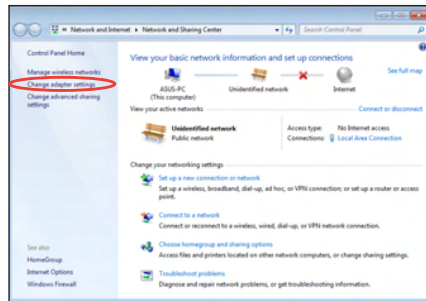 Network and Internet ▸ Network and Sharing Center
Search Control Panel
Control Panel Home
Manage wireless networks
Change adapter settings
Change advanced sharing
settings
See also
HomeGroup
Internet Options
Windows Firewall
View your basic network information and set up connections
See full map
ASUS-PC
(This computer)
Unidentified network
Internet
View your active networks
Connect or disconnect
Unidentified network
Public network
Access type: No Internet access
Connections: Local Area Connection
Change your networking settings
Set up a new connection or network
Set up a wireless, broadband, dial-up, ad hoc, or VPN connection; or set up a router or access
point.
Connect to a network
Connect or reconnect to a wireless, wired, dial-up, or VPN network connection.
Choose homegroup and sharing options
Access files and printers located on other network computers, or change sharing settings.
Troubleshoot problems
Diagnose and repair network problems, or get troubleshooting information.